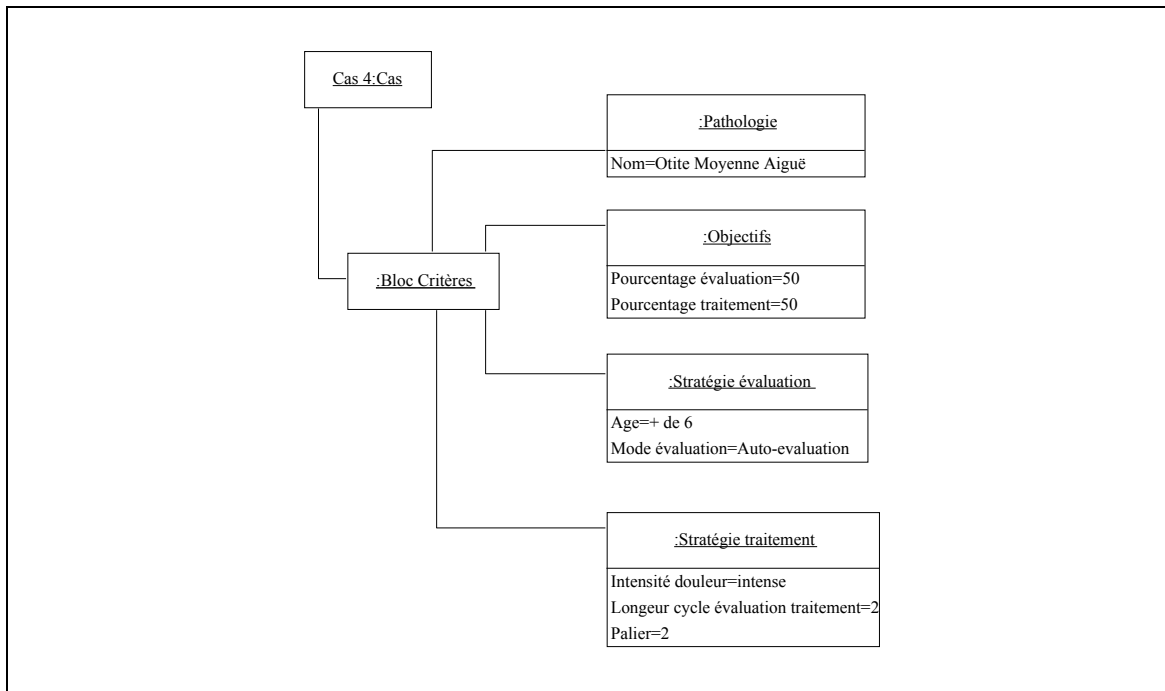 Cas 4:Cas
:Pathologie
Nom=Otite Moyenne Aiguë
:Objectifs
Pourcentage évaluation=50
Pourcentage traitement=50
:Bloc Critères
:Stratégie évaluation
Age=+ de 6
Mode évaluation=Auto-evaluation
:Stratégie traitement
Intensité douleur=intense
Longeur cycle évaluation traitement=2
Palier=2